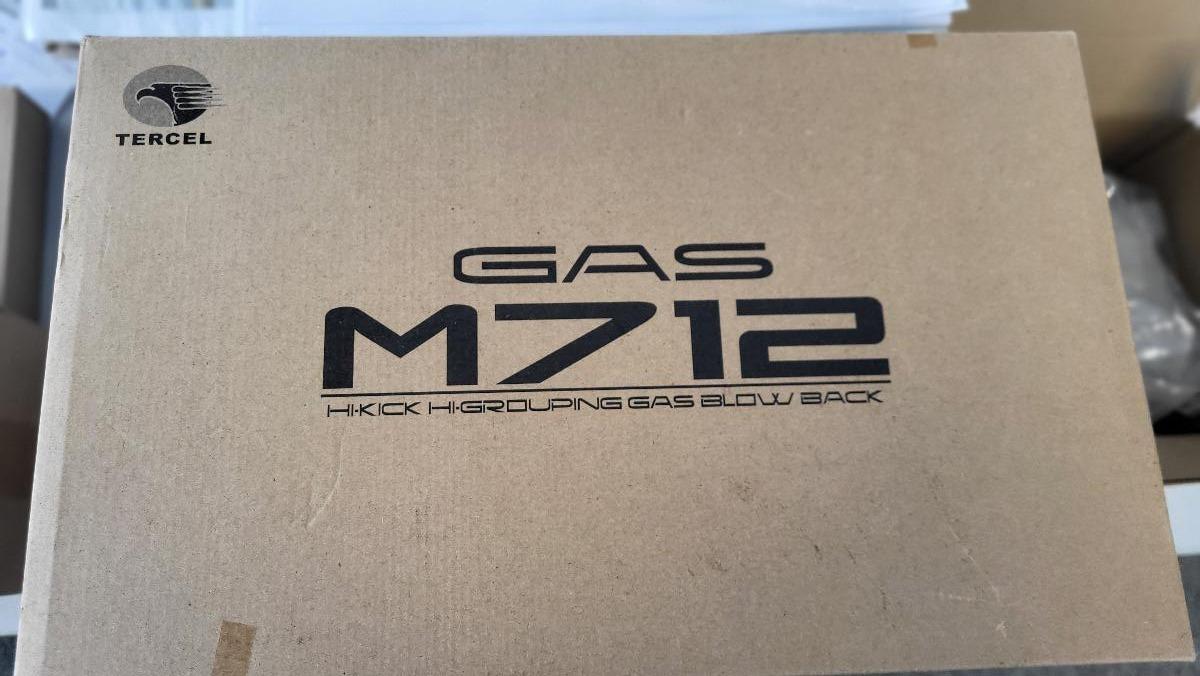 TERCEL
GAS
M712
HI-KICK HI-GROUPING GAS BLOW BACK